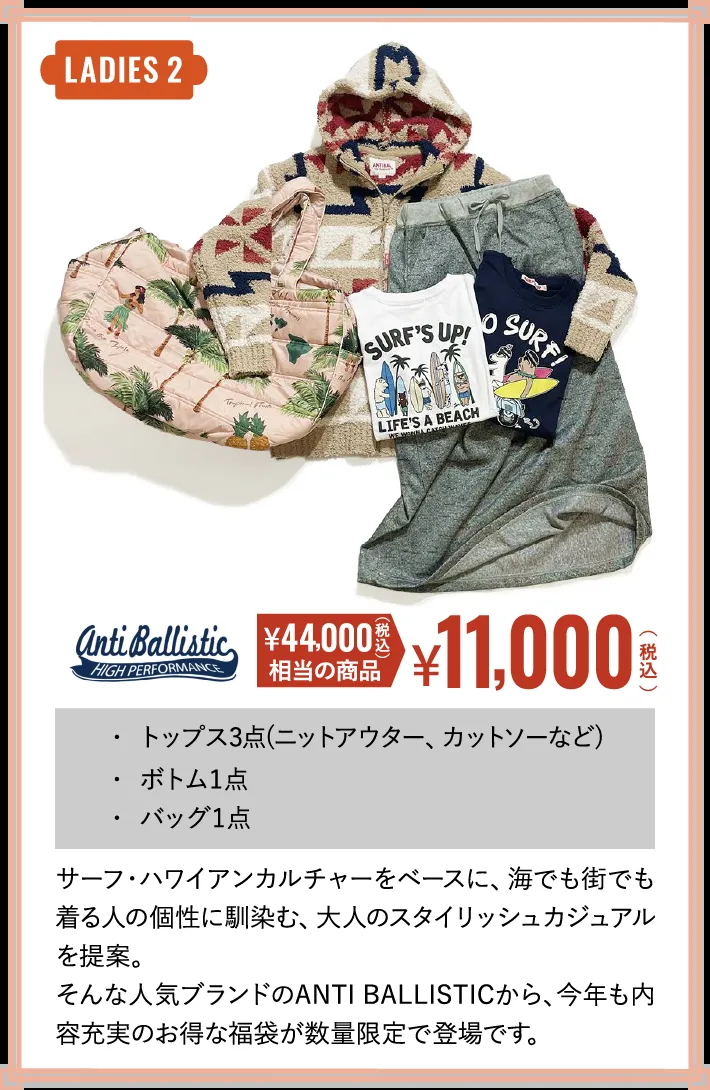 LADIES 2
ANTIBAL
SURF'S UP!
LIFE'S A BEACH
O SURF!
Anti Ballistic
HIGH PERFORMANCE
¥44,000(税込)
相当の商品
¥11,000(税込)
・ トップス3点(ニットアウター、カットソーなど)
・ ボトム1点
・ バッグ1点
サーフ・ハワイアンカルチャーをベースに、海でも街でも
着る人の個性に馴染む、大人のスタイリッシュカジュアル
を提案。
そんな人気ブランドのANTI BALLISTICから、今年も内
容充実のお得な福袋が数量限定で登場です。